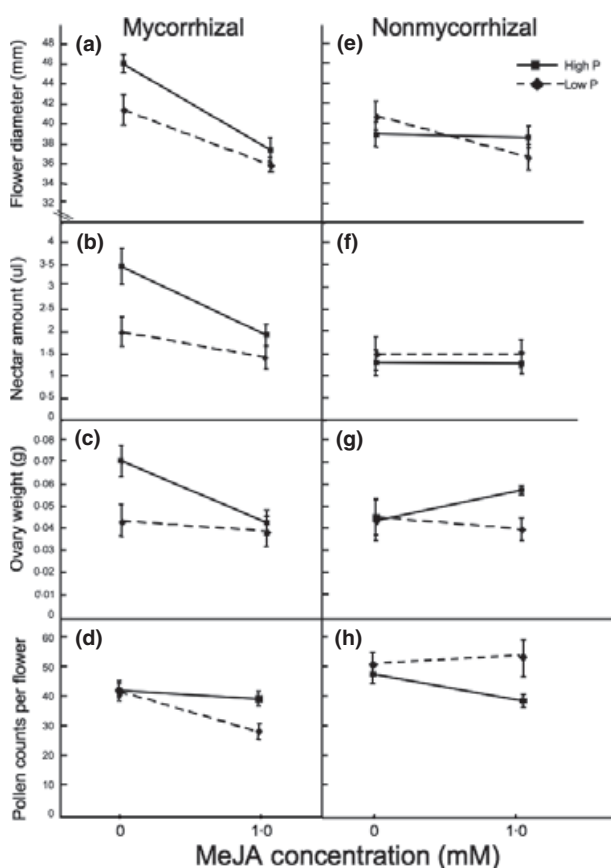 Mycorrhizal
Nonmycorrhizal
(a)
(e)
High P
Low P
Flower diameter (mm)
48
46
44
42
40
38
36
34
32
(b)
(f)
Nectar amount (ul)
4
3·5
3
2·5
2
1·5
1
0·5
0
(c)
(g)
Ovary weight (g)
0·08
0·07
0·06
0·05
0·04
0·03
0·02
0·01
0
(d)
(h)
Pollen counts per flower
60
50
40
30
20
10
0
0
1·0
0
1·0
MeJA concentration (mM)